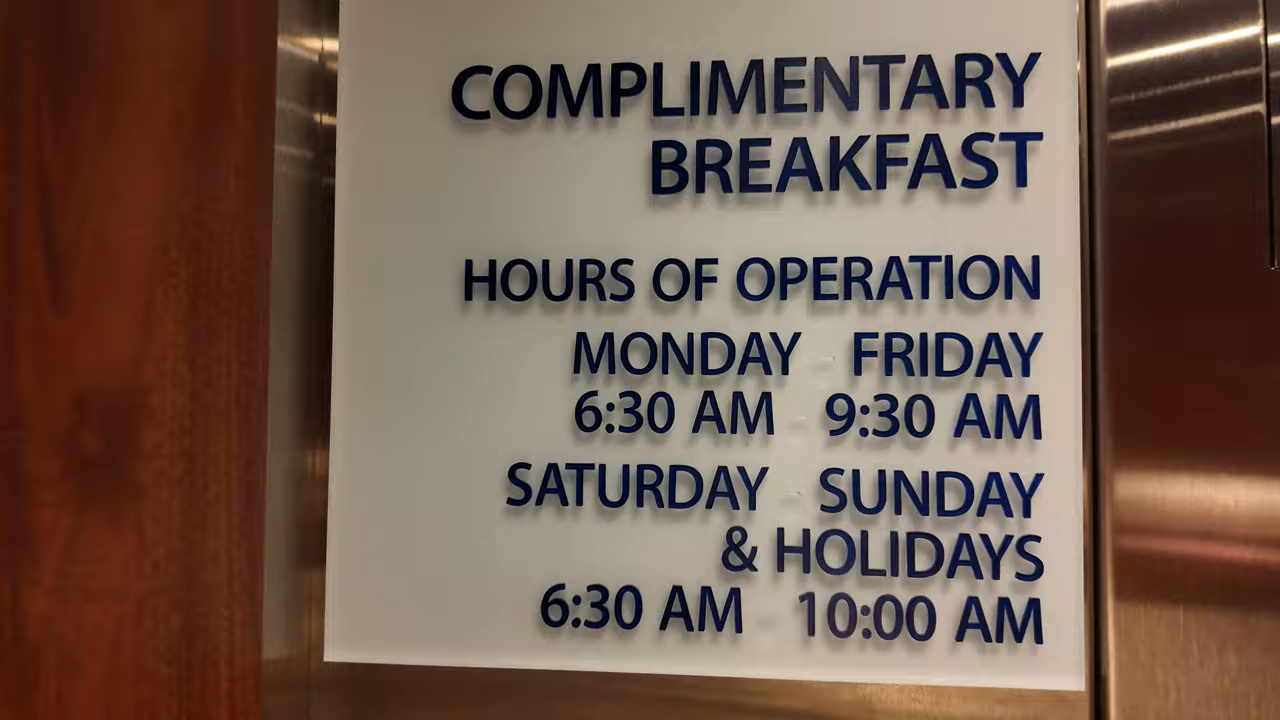 COMPLIMENTARY
BREAKFAST
HOURS OF OPERATION
MONDAY - FRIDAY
6:30 AM - 9:30 AM
SATURDAY - SUNDAY
& HOLIDAYS
6:30 AM - 10:00 AM